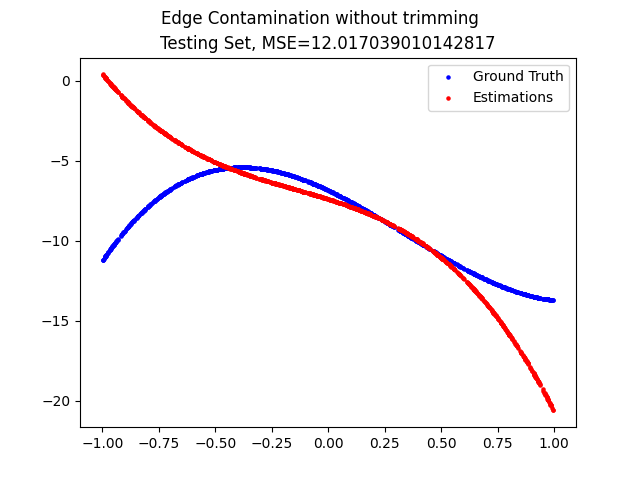 Edge Contamination without trimming
Testing Set, MSE=12.017039010142817
Ground Truth
Estimations
0
−5
−10
−15
−20
−1.00 −0.75 −0.50 −0.25 0.00 0.25 0.50 0.75 1.00